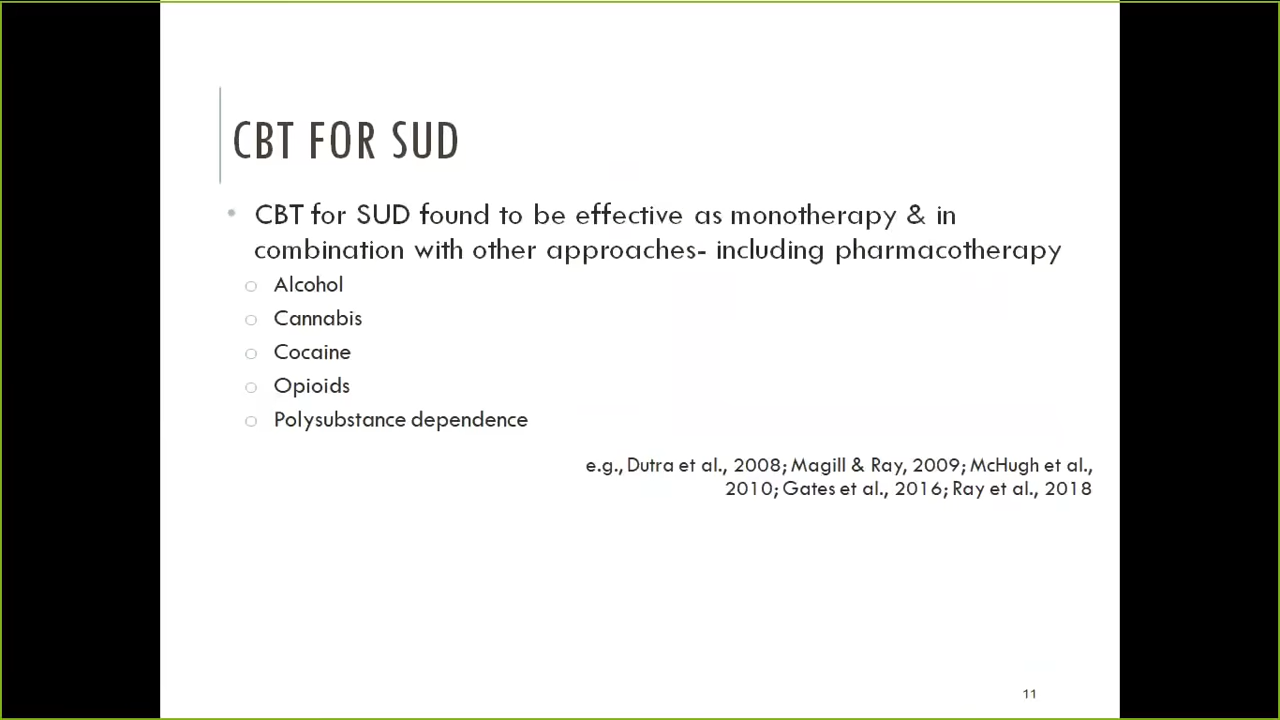 CBT FOR SUD
• CBT for SUD found to be effective as monotherapy & in
combination with other approaches- including pharmacotherapy
○ Alcohol
○ Cannabis
○ Cocaine
○ Opioids
○ Polysubstance dependence
e.g., Dutra et al., 2008; Magill & Ray, 2009; McHugh et al.,
2010; Gates et al., 2016; Ray et al., 2018
11